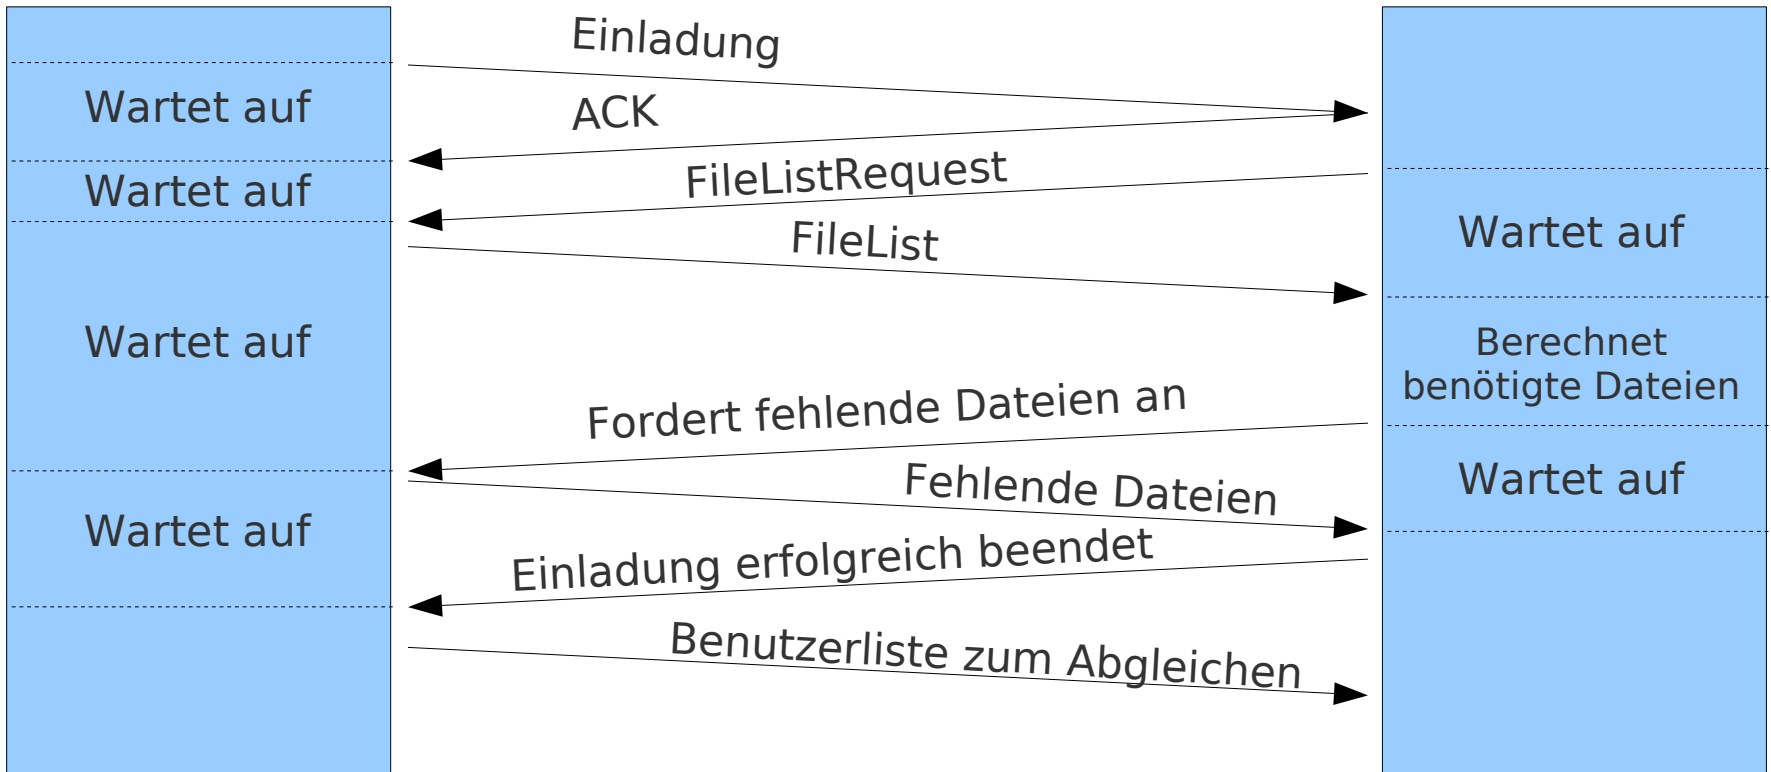 Einladung
Wartet auf
ACK
FileListRequest
Wartet auf
FileList
Wartet auf
Wartet auf
Berechnet
benötigte Dateien
Fordert fehlende Dateien an
Fehlende Dateien
Wartet auf
Wartet auf
Einladung erfolgreich beendet
Benutzerliste zum Abgleichen